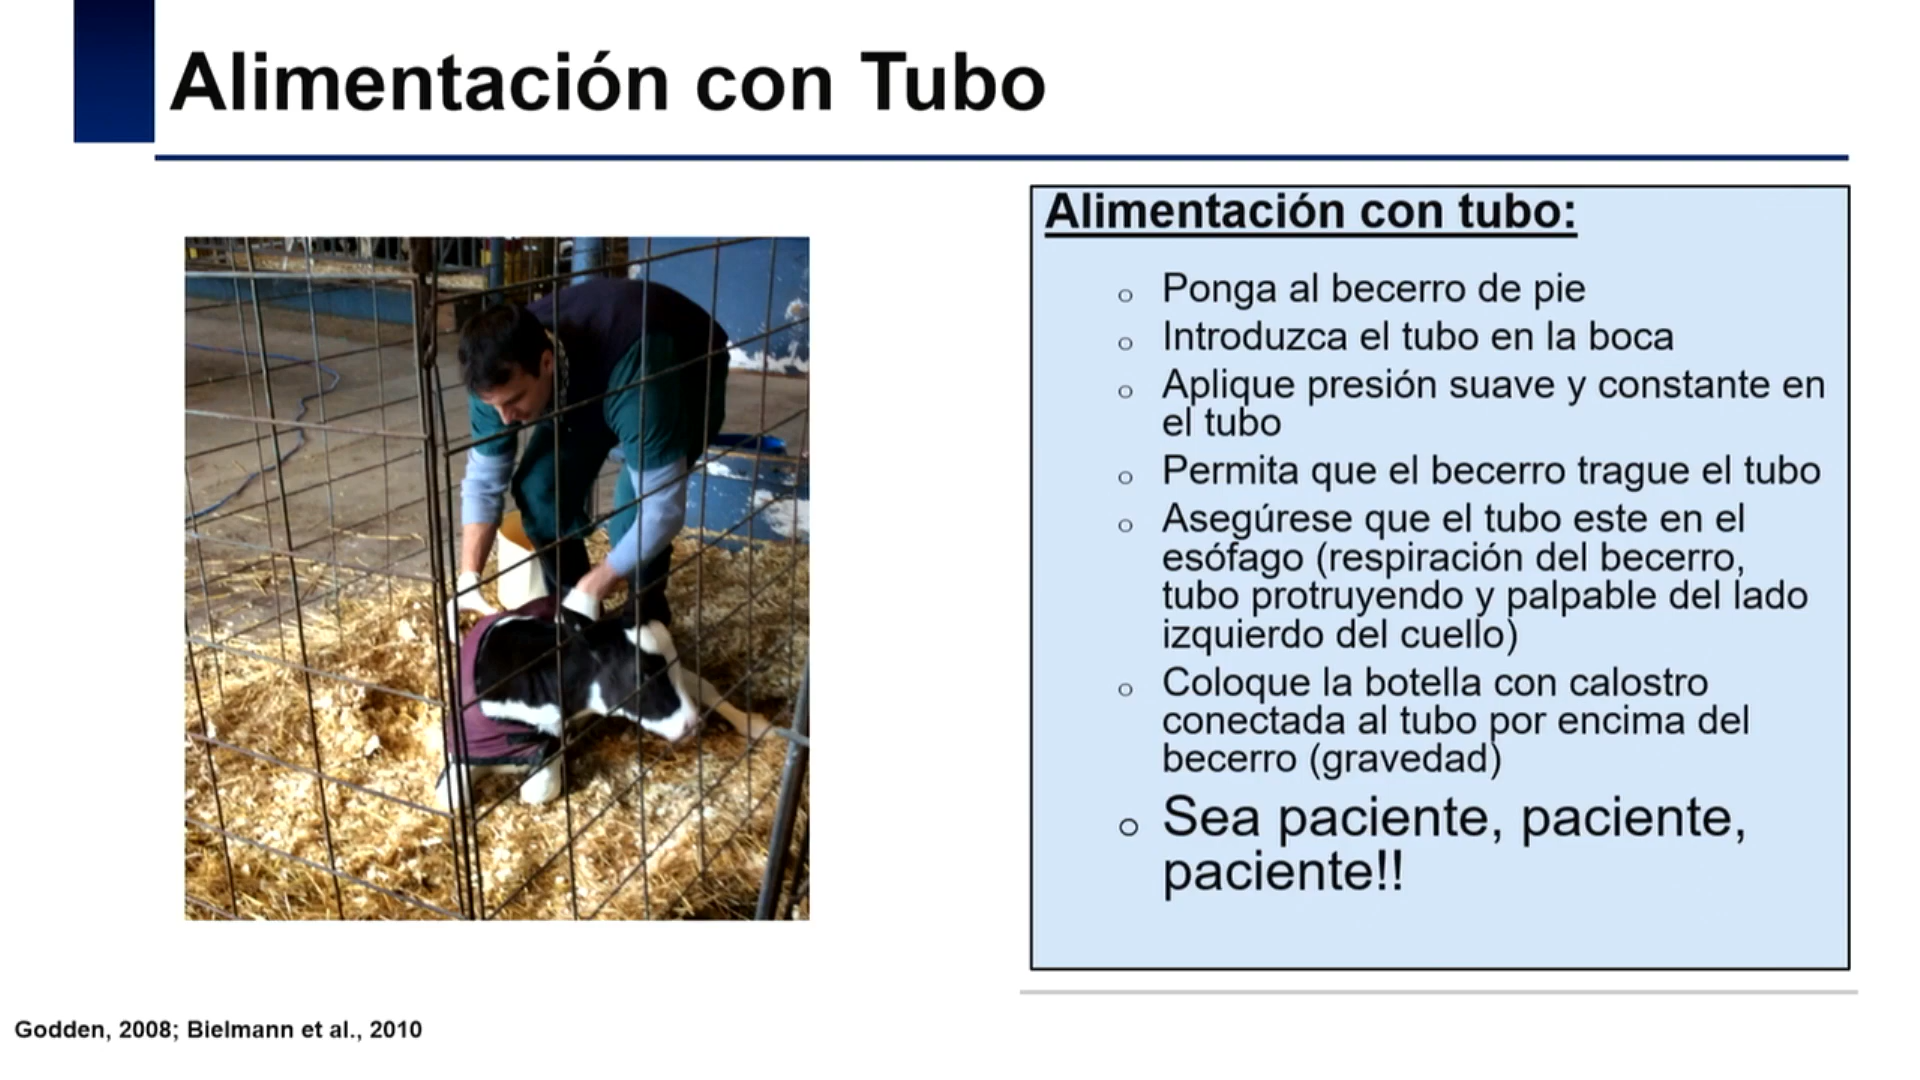 Alimentación con Tubo
Alimentación con tubo:
o Ponga al becerro de pie
o Introduzca el tubo en la boca
o Aplique presión suave y constante en
el tubo
o Permita que el becerro trague el tubo
o Asegúrese que el tubo este en el
esófago (respiración del becerro,
tubo protruyendo y palpable del lado
izquierdo del cuello)
o Coloque la botella con calostro
conectada al tubo por encima del
becerro (gravedad)
o Sea paciente, paciente,
paciente!!
Godden, 2008; Bielmann et al., 2010